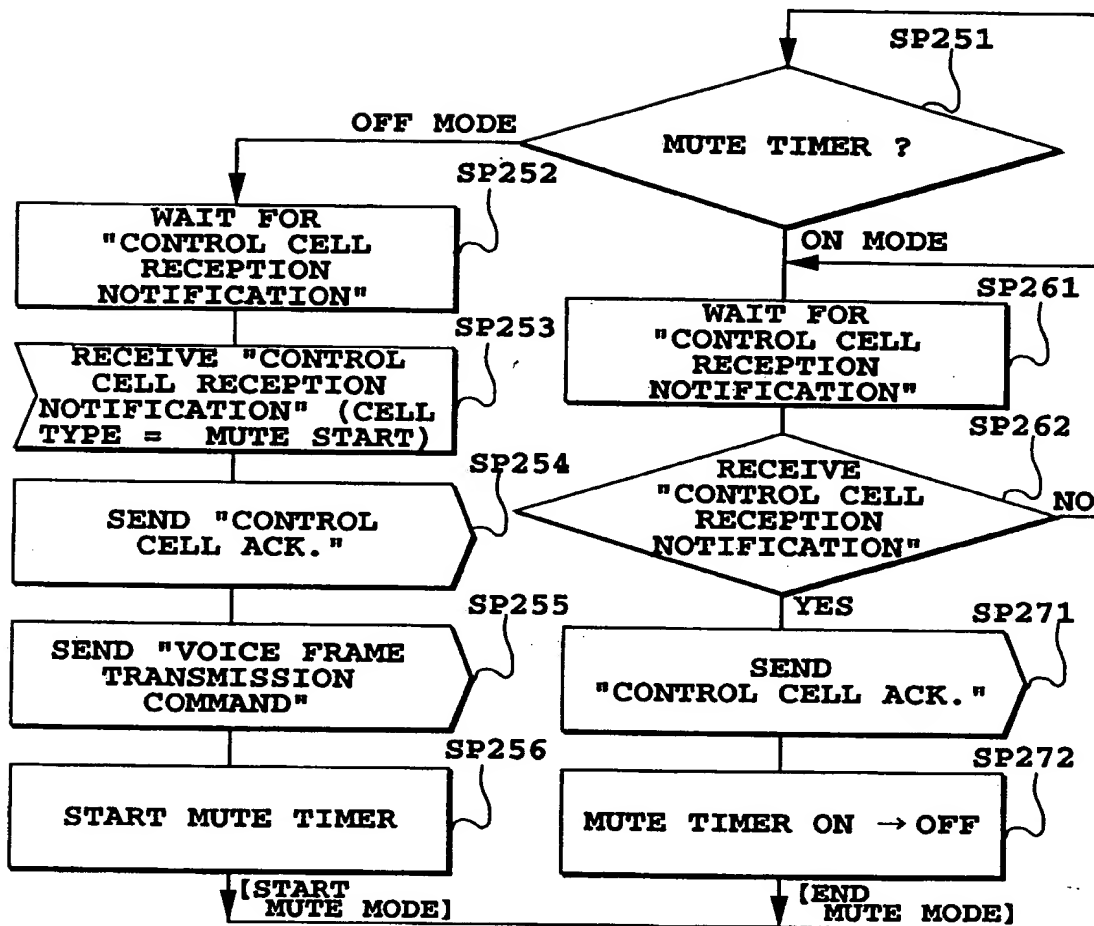 SP251
OFF MODE
MUTE TIMER ?
SP252
WAIT FOR
"CONTROL CELL
RECEPTION
NOTIFICATION"
SP253
RECEIVE "CONTROL
CELL RECEPTION
NOTIFICATION" (CELL
TYPE = MUTE START)
SP254
SEND "CONTROL
CELL ACK."
SP255
SEND "VOICE FRAME
TRANSMISSION
COMMAND"
SP256
START MUTE TIMER
[START
MUTE MODE]
ON MODE
SP261
WAIT FOR
"CONTROL CELL
RECEPTION
NOTIFICATION"
SP262
RECEIVE
"CONTROL CELL
RECEPTION
NOTIFICATION"
NO
YES
SP271
SEND
"CONTROL CELL ACK."
SP272
MUTE TIMER ON → OFF
[END
MUTE MODE]